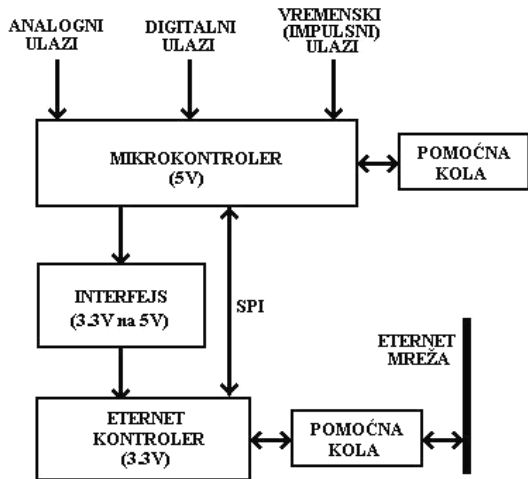 ANALOGNI
ULAZI
DIGITALNI
ULAZI
VREMENSKI
(IMPULSNI)
ULAZI
MIKROKONTROLER
(5V)
POMOĆNA
KOLA
INTERFEJS
(3.3V na 5V)
SPI
ETERNET
MREŽA
ETERNET
KONTROLER
(3.3V)
POMOĆNA
KOLA